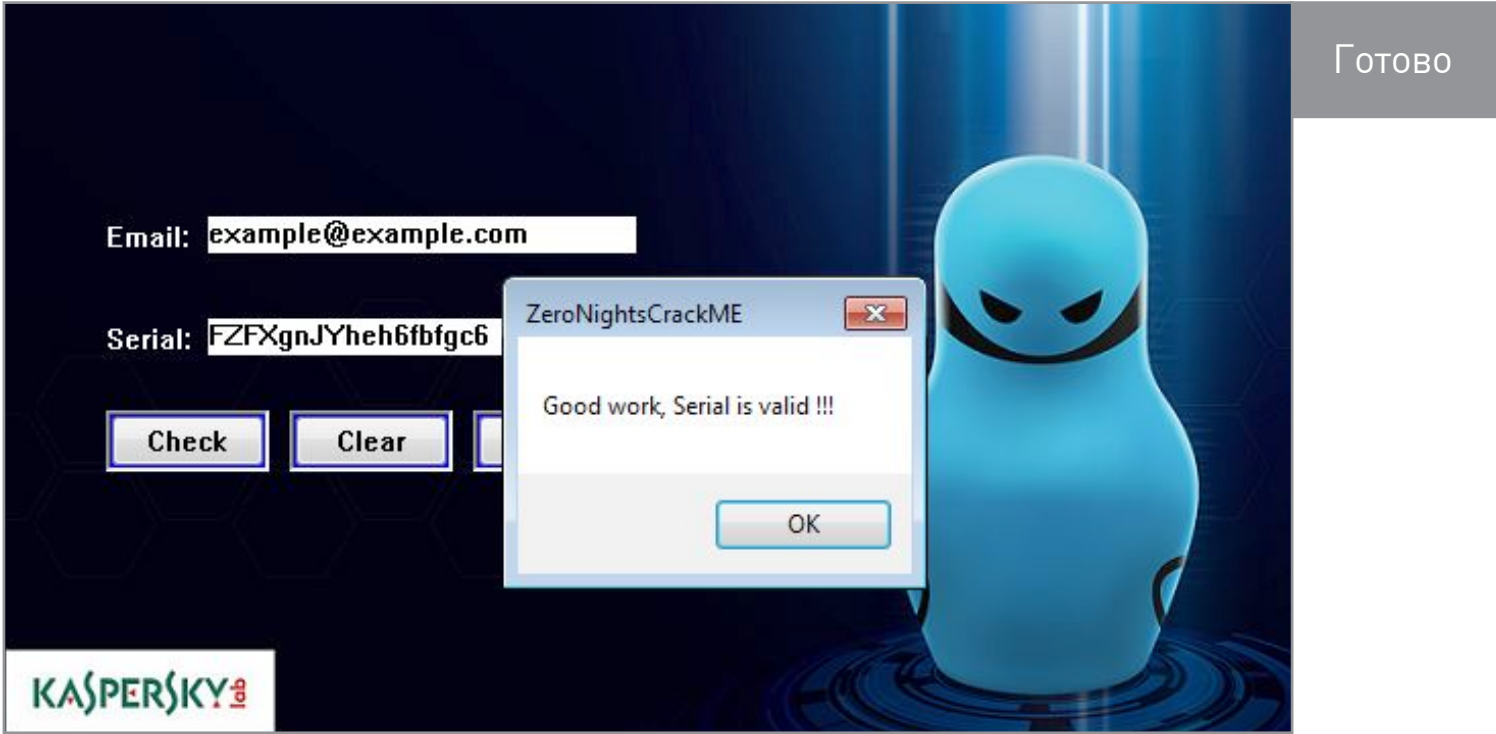 Готово
Email: example@example.com
Serial: FZFXgnJYheh6fbfgc6
Check
Clear
ZeroNightsCrackME
Good work, Serial is valid !!!
OK
KASPERSKY lab